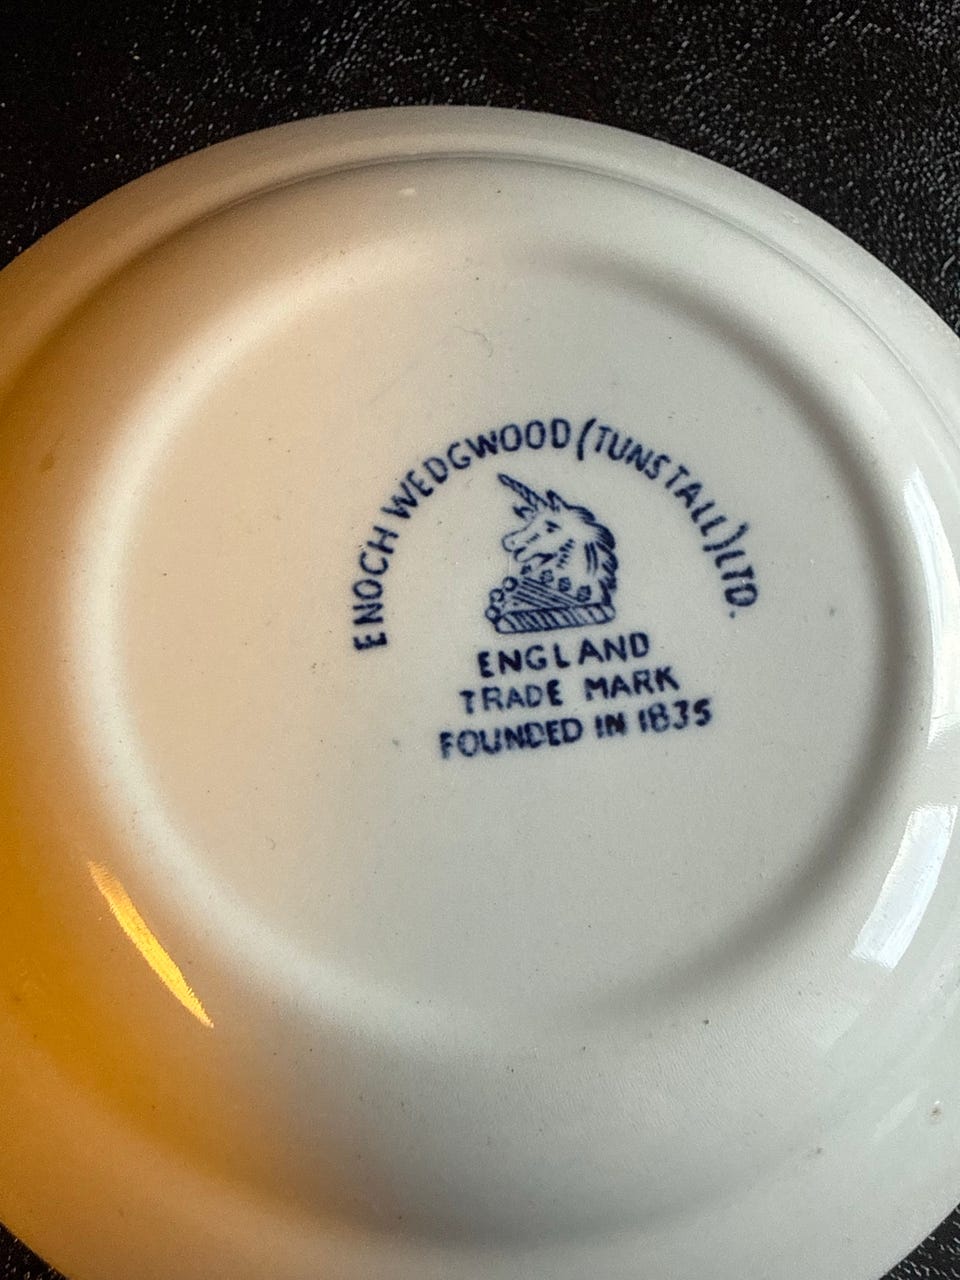 ENOCH WEDGWOOD (TUNSTALL) LTD.
ENGLAND
TRADE MARK
FOUNDED IN 1835